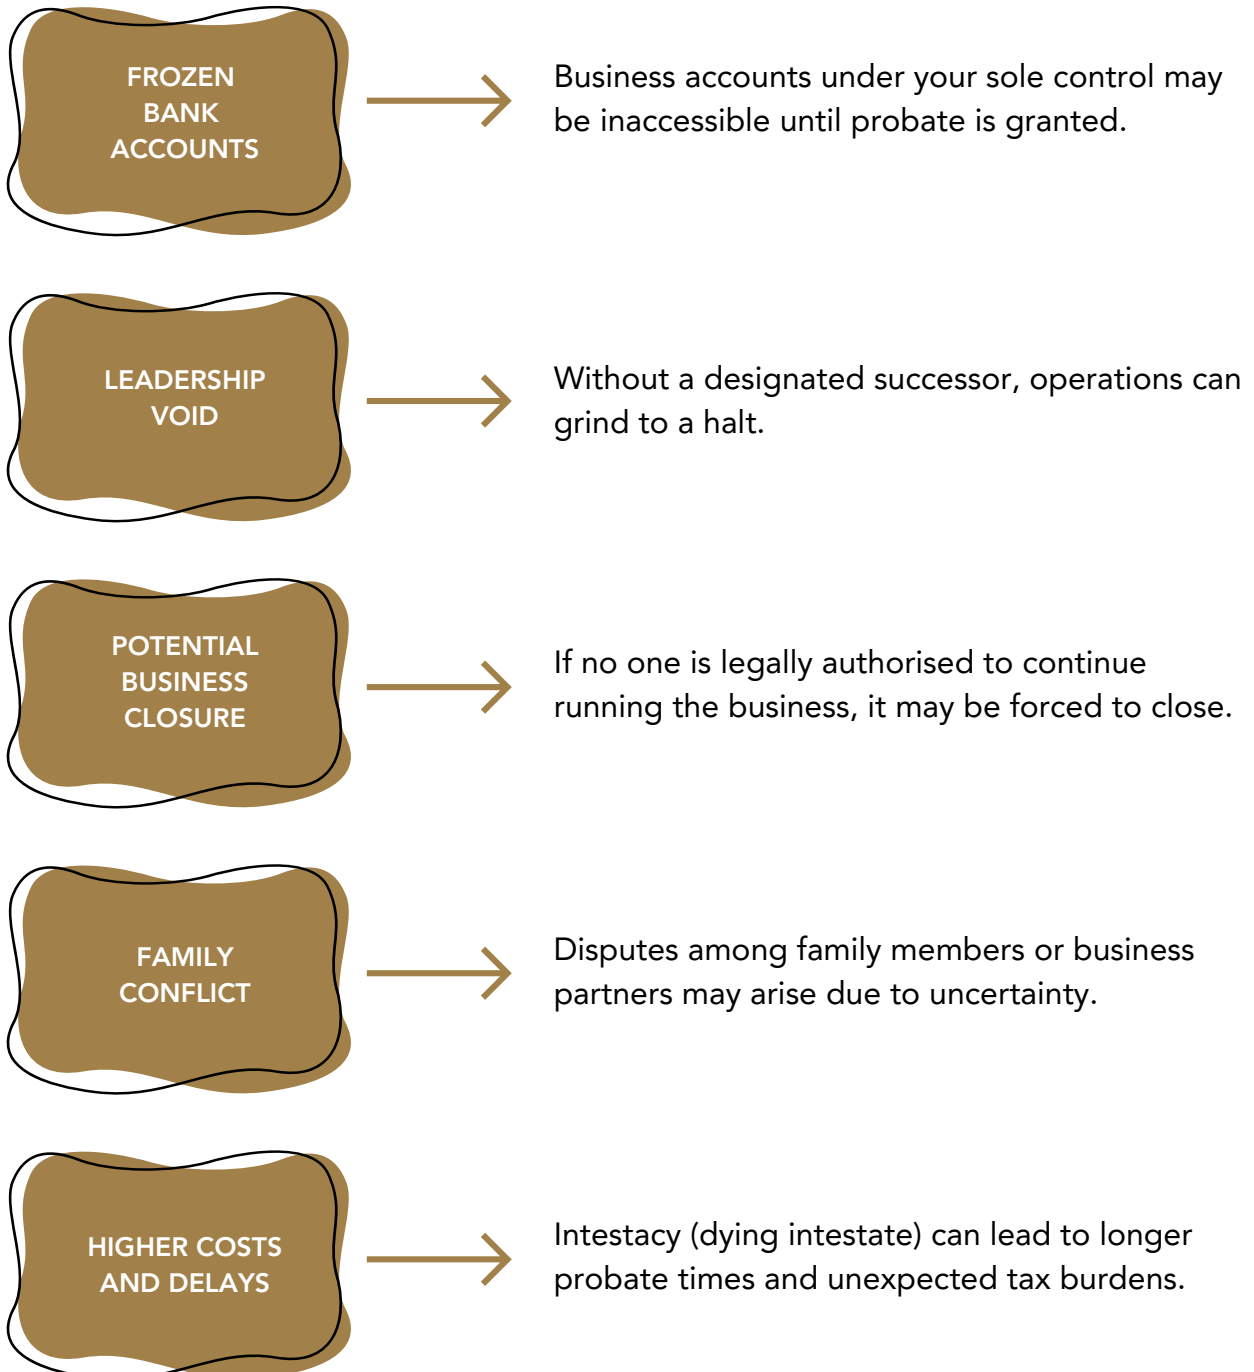 FROZEN
BANK
ACCOUNTS
Business accounts under your sole control may
be inaccessible until probate is granted.
LEADERSHIP
VOID
Without a designated successor, operations can
grind to a halt.
POTENTIAL
BUSINESS
CLOSURE
If no one is legally authorised to continue
running the business, it may be forced to close.
FAMILY
CONFLICT
Disputes among family members or business
partners may arise due to uncertainty.
HIGHER COSTS
AND DELAYS
Intestacy (dying intestate) can lead to longer
probate times and unexpected tax burdens.